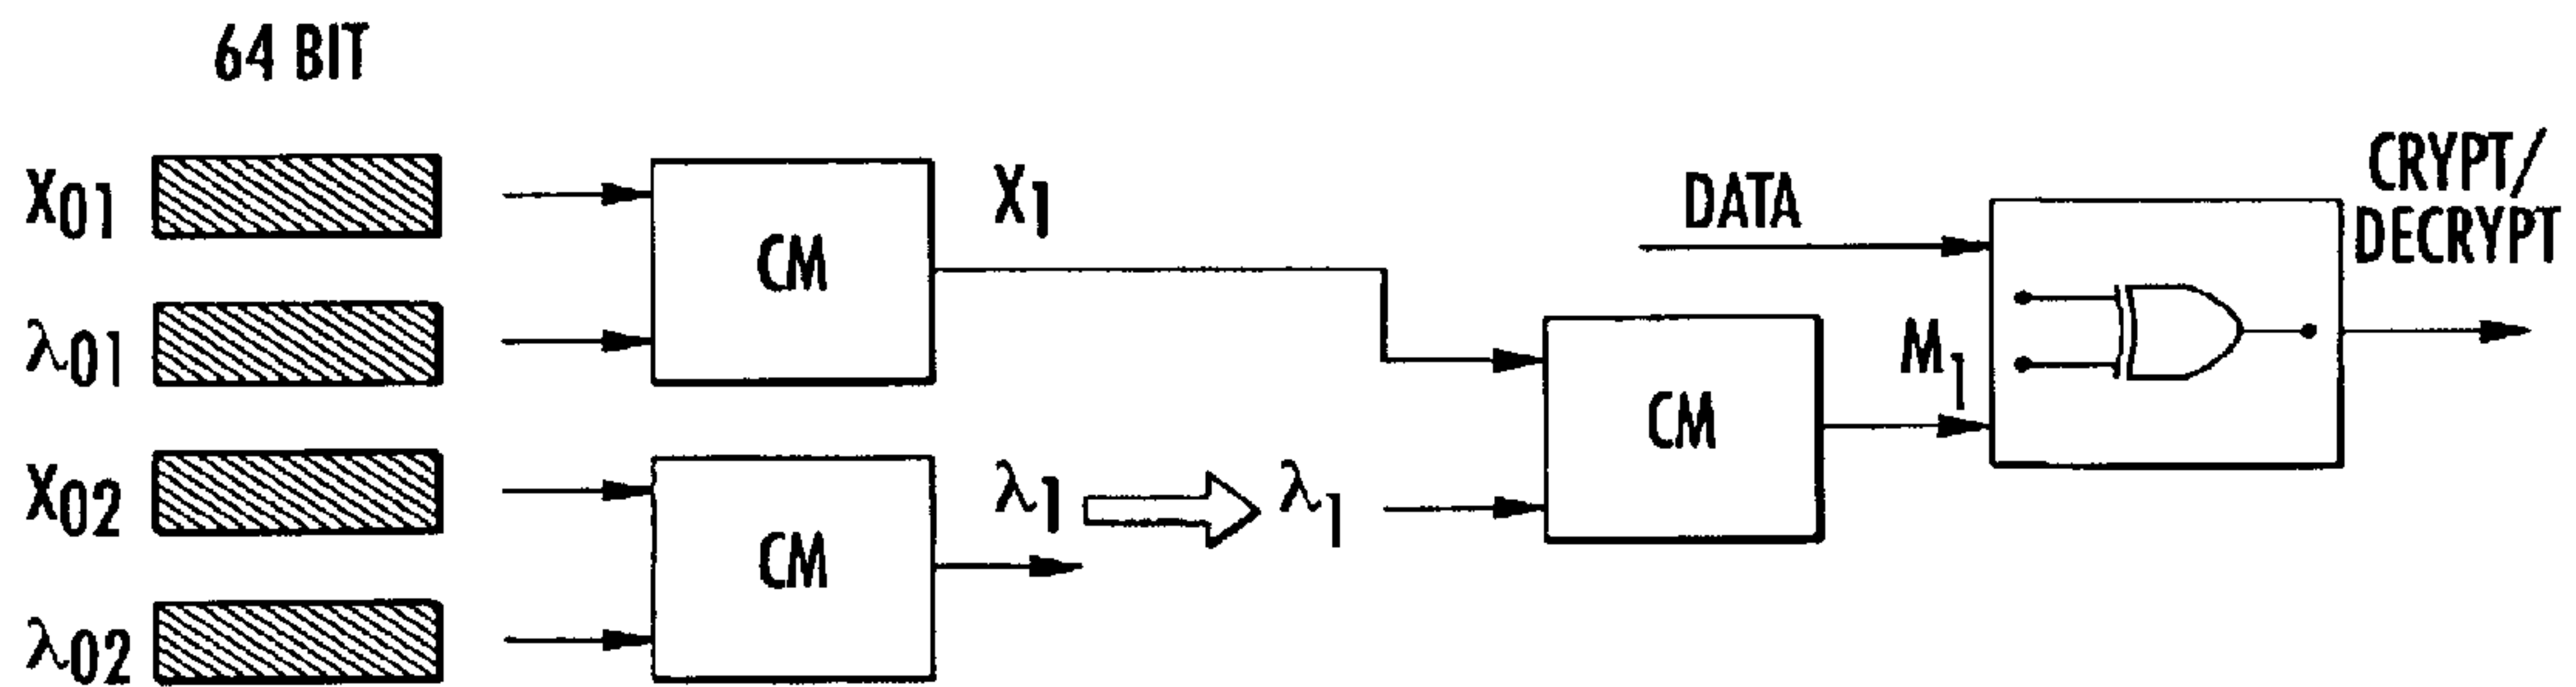 64 BIT
X01
λ01
X02
λ02
CM
X1
CM
λ1
λ1
CM
DATA
M1
CRYPT/
DECRYPT